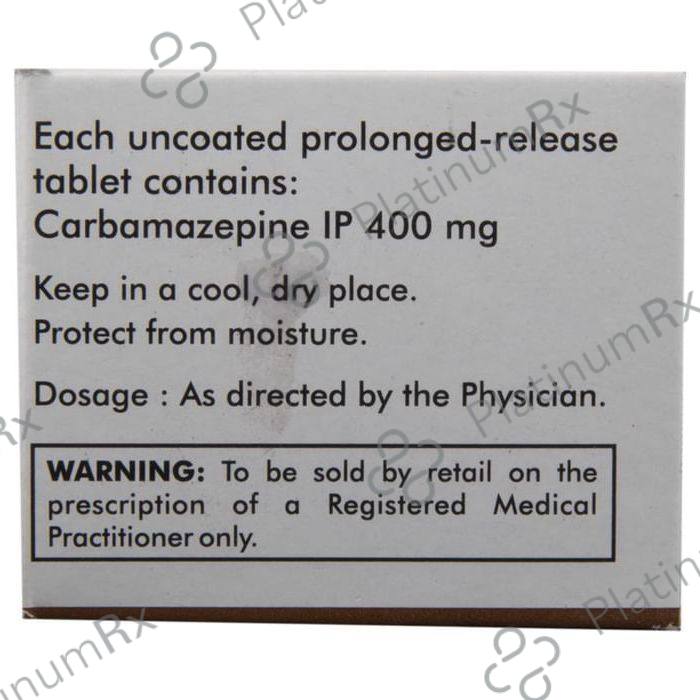 PlatinumRx
Each uncoated prolonged-release
tablet contains:
Carbamazepine IP 400 mg
PlatinumRx
Keep in a cool, dry place.
Protect from moisture.
PlatinumRx
Dosage : As directed by the Physician.
WARNING: To be sold by retail on the
prescription of a Registered Medical
Practitioner only.
PlatinumRx
PlatinumRx